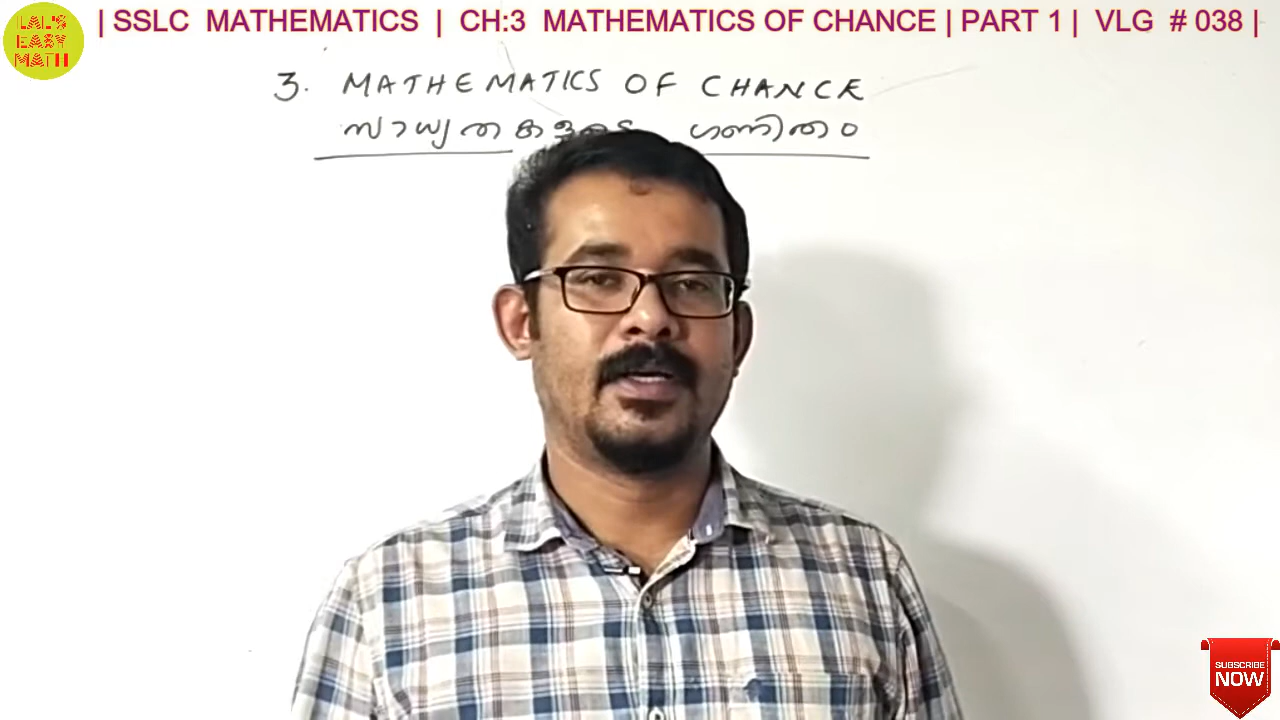 | SSLC MATHEMATICS | CH:3 MATHEMATICS OF CHANCE | PART 1 | VLG # 038 |
LAL'S
EASY
MATH
3. MATHEMATICS OF CHANCE
സാധ്യതകളുടെ ഗണിതം
SUBSCRIBE
NOW